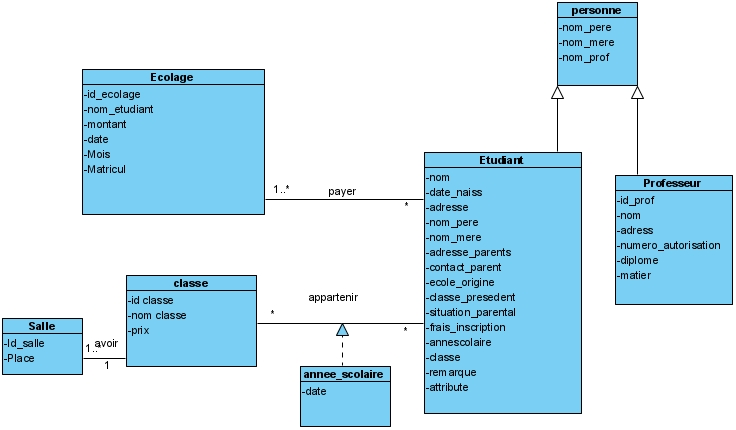 personne
-nom_pere
-nom_mere
-nom_prof
Ecolage
-id_ecolage
-nom_etudiant
-montant
-date
-Mois
-Matricul
1..*
payer
*
Etudiant
-nom
-date_naiss
-adresse
-nom_pere
-nom_mere
-adresse_parents
-contact_parent
-ecole_origine
-classe_presedent
-situation_parental
-frais_inscription
-annescolaire
-classe
-remarque
-attribute
Professeur
-id_prof
-nom
-adress
-numero_autorisation
-diplome
-matier
classe
-id classe
-nom classe
-prix
*
appartenir
*
Salle
-Id_salle
-Place
avoir
1..
1
annee_scolaire
-date